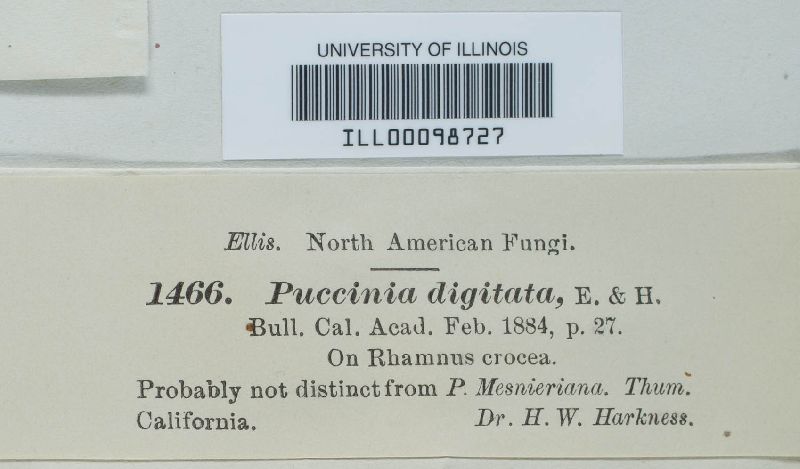 UNIVERSITY OF ILLINOIS
ILL00098727
Ellis. North American Fungi.
1466. Puccinia digitata, E. & H.
Bull. Cal. Acad. Feb. 1884, p. 27.
On Rhamnus crocea.
Probably not distinct from P. Mesnieriana. Thum.
California. Dr. H. W. Harkness.